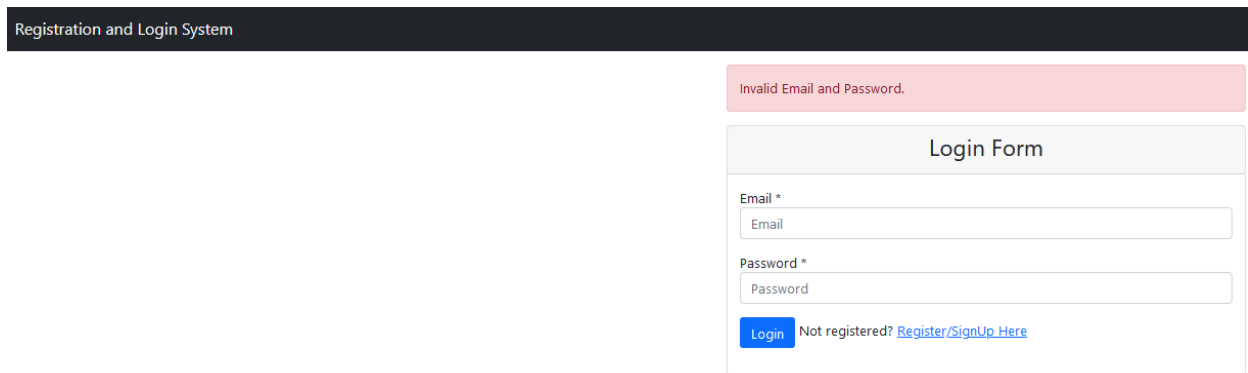 Registration and Login System
Invalid Email and Password.
Login Form
Email *
Email
Password *
Password
Login Not registered? Register/SignUp Here